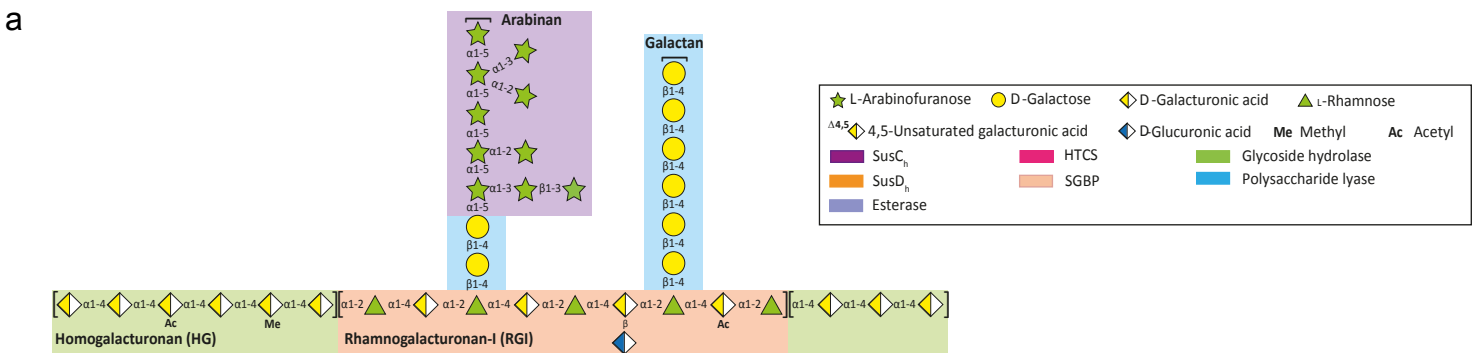 a
Arabinan
α1-5
α1-3
α1-2
α1-5
α1-5
α1-2
α1-5
α1-3
β1-3
α1-5
β1-4
β1-4
Galactan
β1-4
β1-4
β1-4
β1-4
β1-4
β1-4
[ α1-4 α1-4 α1-4 α1-4 α1-4 ] [ α1-2 α1-4 α1-2 α1-4 α1-2 α1-4 α1-2 α1-4 α1-2 ] [ α1-4 α1-4 α1-4 ]
Ac Me β Ac
Homogalacturonan (HG) Rhamnogalacturonan-I (RGI)
L-Arabinofuranose D-Galactose D-Galacturonic acid L-Rhamnose
Δ4,5 4,5-Unsaturated galacturonic acid D-Glucuronic acid Me Methyl Ac Acetyl
SusCh HTCS Glycoside hydrolase
SusDh SGBP Polysaccharide lyase
Esterase